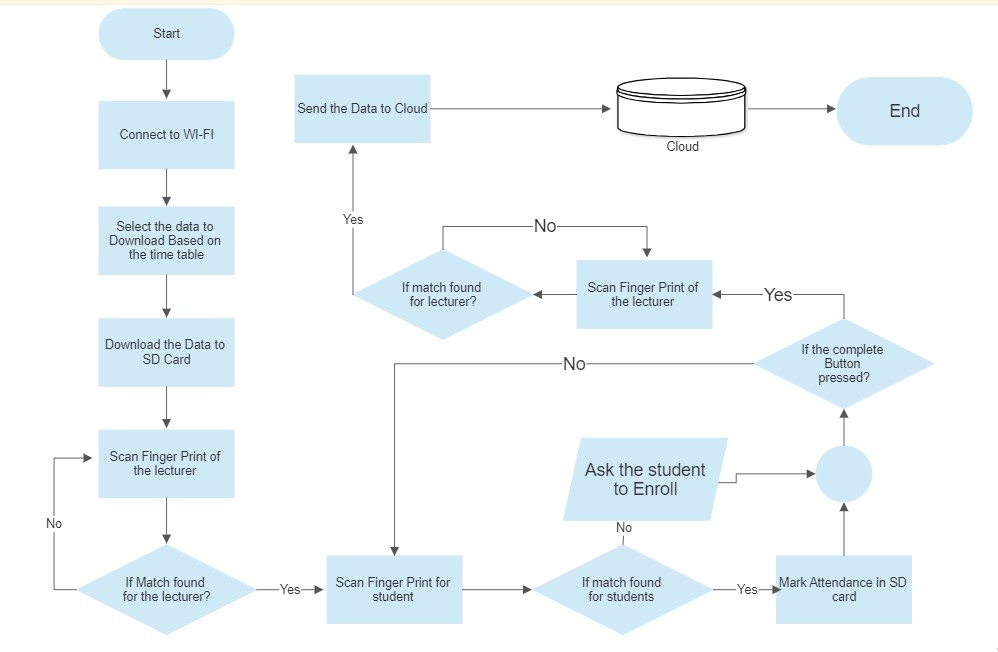 Start
Connect to WI-FI
Select the data to
Download Based on
the time table
Download the Data to
SD Card
Scan Finger Print of
the lecturer
No
If Match found
for the lecturer?
Yes
Scan Finger Print for
student
If match found
for students
No
Ask the student
to Enroll
Yes
Mark Attendance in SD
card
If the complete
Button
pressed?
No
Yes
Scan Finger Print of
the lecturer
If match found
for lecturer?
No
Yes
Send the Data to Cloud
Cloud
End